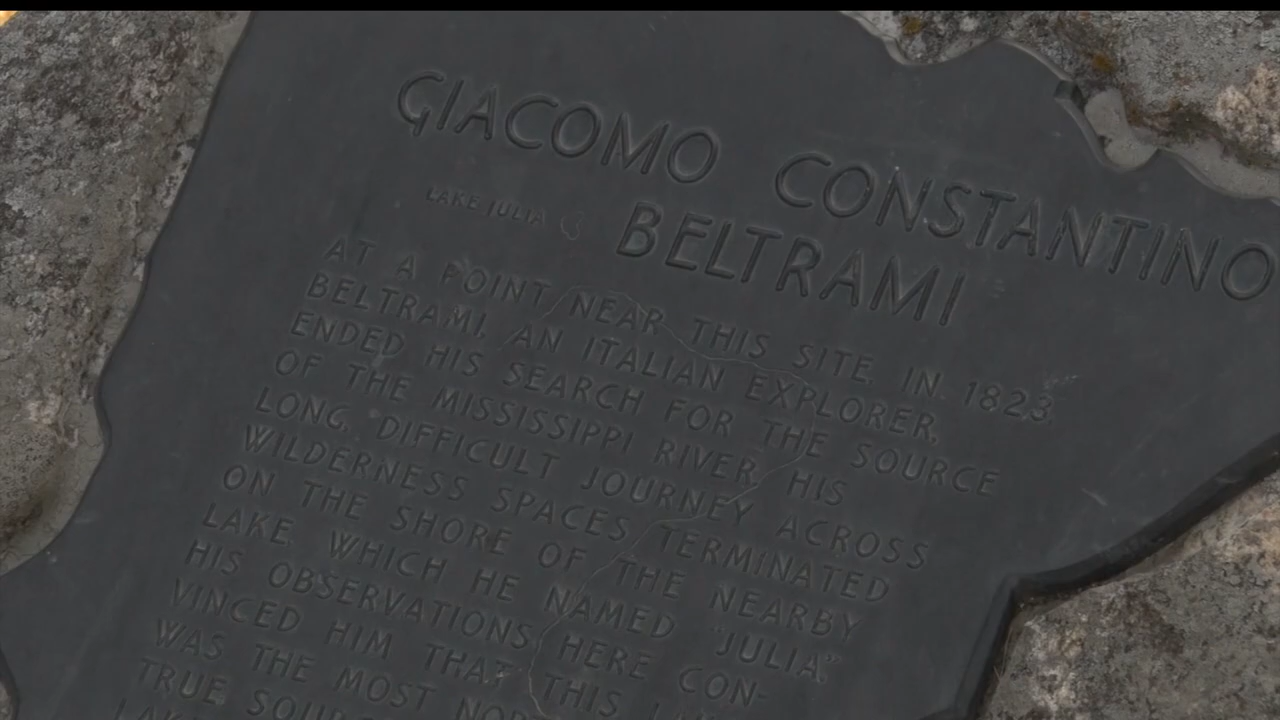 GIACOMO CONSTANTINO
BELTRAMI
LAKE JULIA
AT A POINT NEAR THIS SITE IN 1823,
BELTRAMI, AN ITALIAN EXPLORER,
ENDED HIS SEARCH FOR THE SOURCE
OF THE MISSISSIPPI RIVER. HIS
LONG, DIFFICULT JOURNEY ACROSS
WILDERNESS SPACES TERMINATED
ON THE SHORE OF THE NEARBY
LAKE, WHICH HE NAMED "JULIA."
HIS OBSERVATIONS HERE CON-
VINCED HIM THAT THIS
WAS THE MOST
TRUE